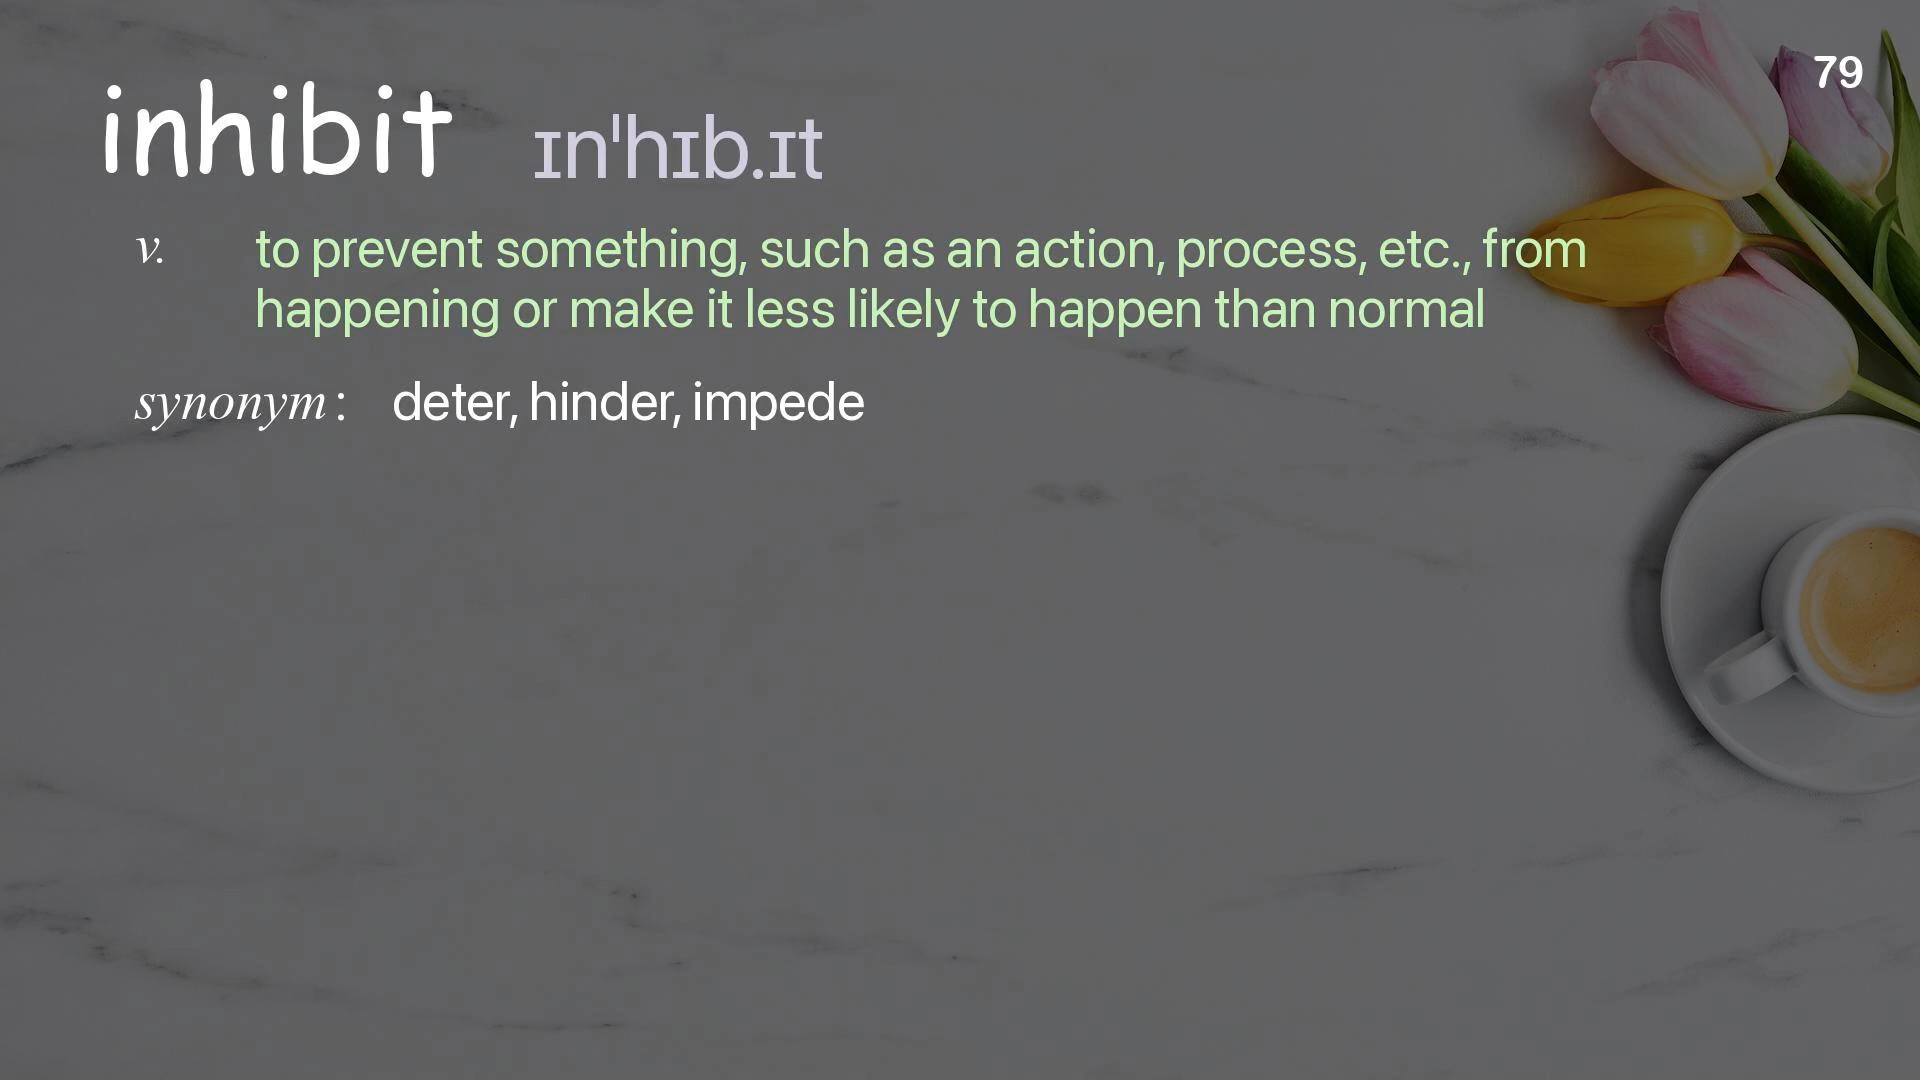 79
inhibit ɪnˈhɪb.ɪt
v. to prevent something, such as an action, process, etc., from
happening or make it less likely to happen than normal
synonym: deter, hinder, impede